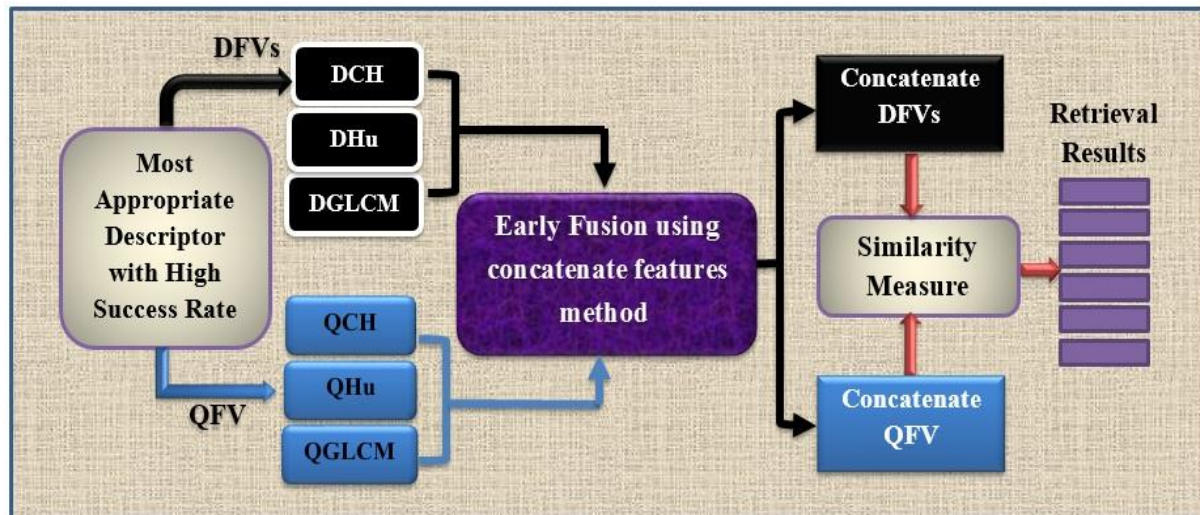 DFVs
DCH
DHu
DGLCM
Most
Appropriate
Descriptor
with High
Success Rate
QFV
QCH
QHu
QGLCM
Early Fusion using
concatenate features
method
Concatenate
DFVs
Similarity
Measure
Concatenate
QFV
Retrieval
Results